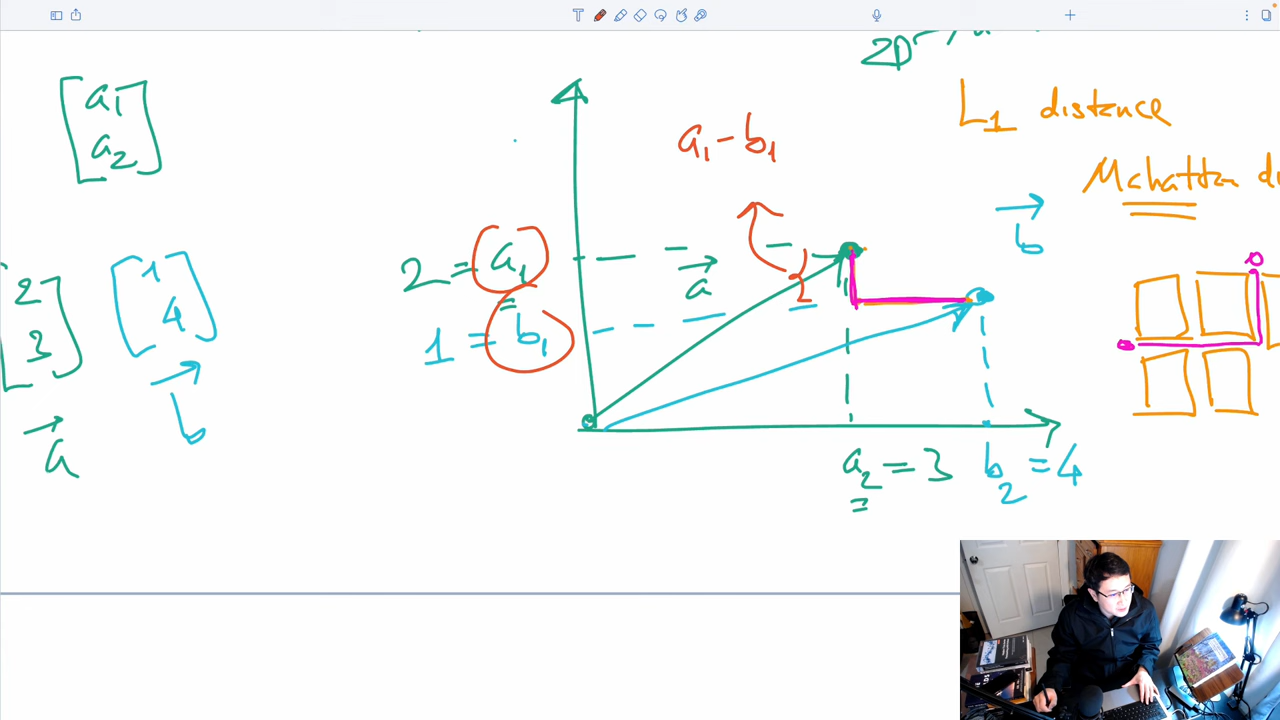 2D
[a1
a2]
L1 distance
a1 - b1
Mahattan d
b
2 = a1
a
1 = b1
[2
3]
[1
4]
a
b
a2 = 3
b2 = 4